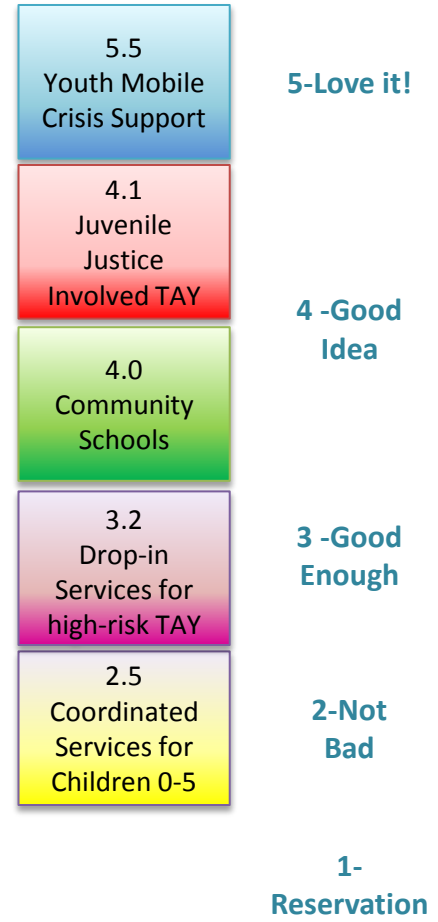 5.5
Youth Mobile
Crisis Support
5-Love it!
4.1
Juvenile
Justice
Involved TAY
4 -Good
Idea
4.0
Community
Schools
3.2
Drop-in
Services for
high-risk TAY
3 -Good
Enough
2.5
Coordinated
Services for
Children 0-5
2-Not
Bad
1-
Reservation